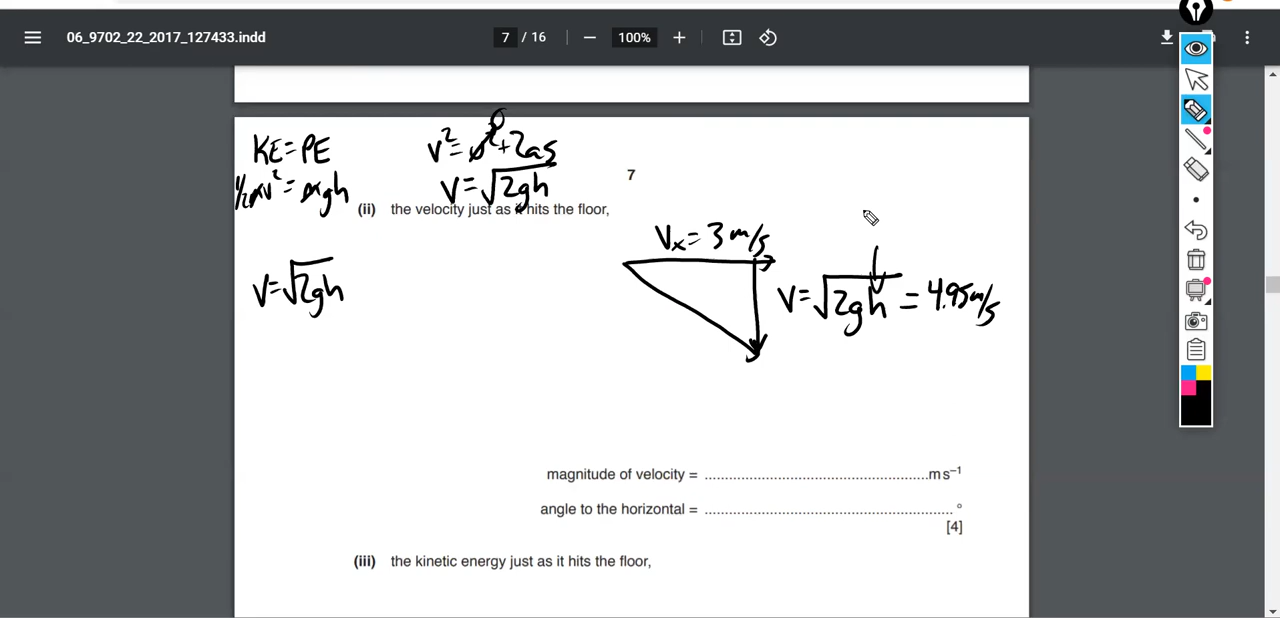 06_9702_22_2017_127433.indd
7 / 16
100%
KE = PE
V² = 0²+2as
½mv² = mgh
V = √2gh
7
(ii) the velocity just as it hits the floor,
Vx = 3 m/s
V = √2gh
V = √2gh = 4.95 m/s
magnitude of velocity = ........................................................ m s⁻¹
angle to the horizontal = ............................................................. °
[4]
(iii) the kinetic energy just as it hits the floor,